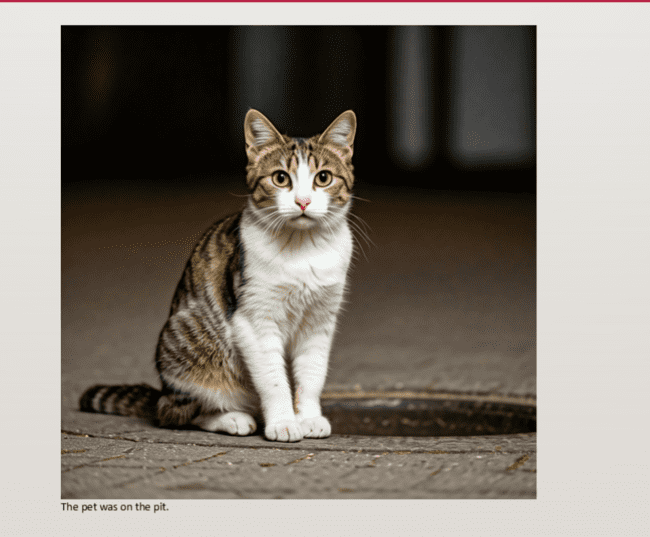 The pet was on the pit.